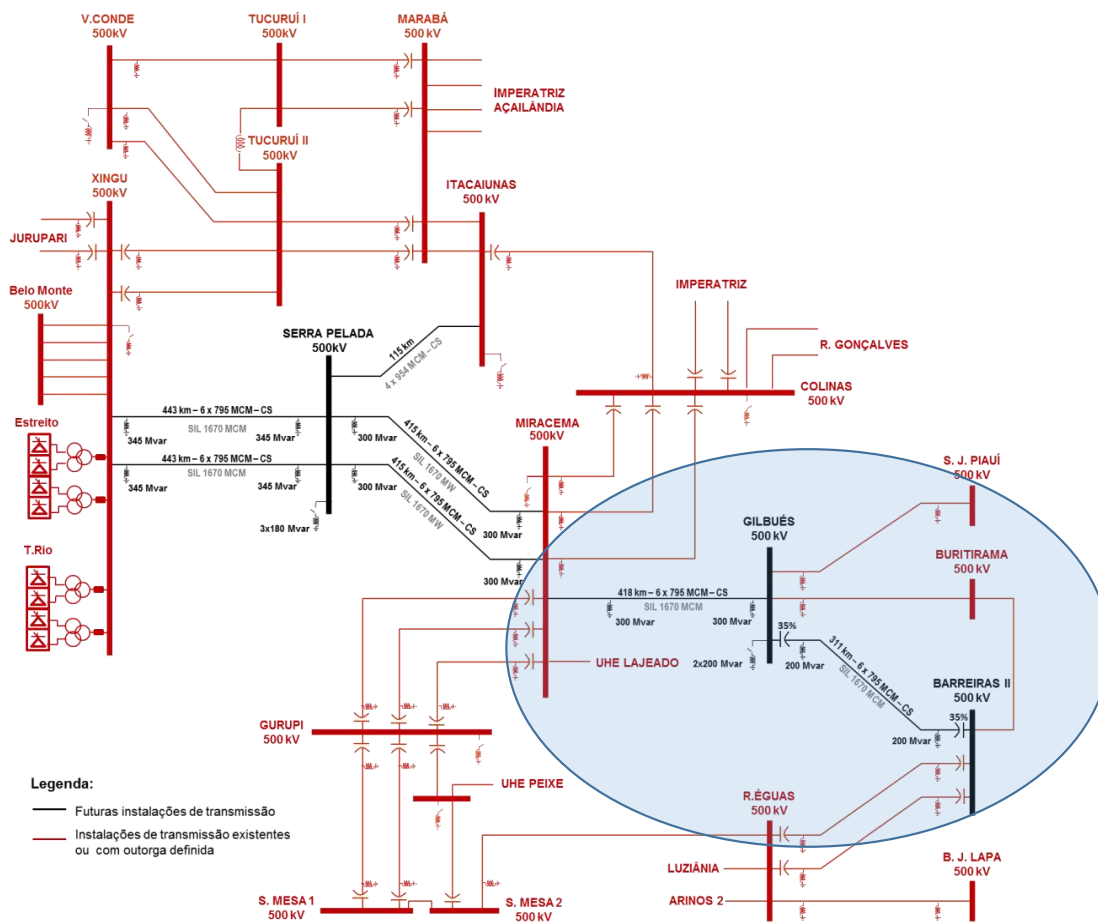 V.CONDE
500kV
TUCURUÍ I
500kV
MARABÁ
500 kV
IMPERATRIZ
AÇAILÂNDIA
TUCURUÍ II
500kV
XINGU
500kV
ITACAIUNAS
500 kV
JURUPARI
Belo Monte
500kV
IMPERATRIZ
SERRA PELADA
500kV
115 km
4 x 954 MCM – CS
R. GONÇALVES
COLINAS
500 kV
443 km – 6 x 795 MCM – CS
SIL 1670 MCM
345 Mvar
345 Mvar
443 km – 6 x 795 MCM – CS
SIL 1670 MCM
345 Mvar
345 Mvar
300 Mvar
415 km – 6 x 795 MCM – CS
SIL 1670 MW
300 Mvar
300 Mvar
415 km – 6 x 795 MCM – CS
SIL 1670 MW
300 Mvar
3x180 Mvar
Estreito
T.Rio
MIRACEMA
500kV
S. J. PIAUÍ
500 kV
GILBUÉS
500 kV
BURITIRAMA
500 kV
418 km – 6 x 795 MCM – CS
SIL 1670 MCM
300 Mvar
300 Mvar
35%
2x200 Mvar
200 Mvar
311 km – 6 x 795 MCM – CS
SIL 1670 MCM
BARREIRAS II
500 kV
35%
200 Mvar
UHE LAJEADO
GURUPI
500 kV
UHE PEIXE
R.ÉGUAS
500 kV
LUZIÂNIA
ARINOS 2
B. J. LAPA
500 kV
S. MESA 1
500 kV
S. MESA 2
500 kV
Legenda:
Futuras instalações de transmissão
Instalações de transmissão existentes
ou com outorga definida